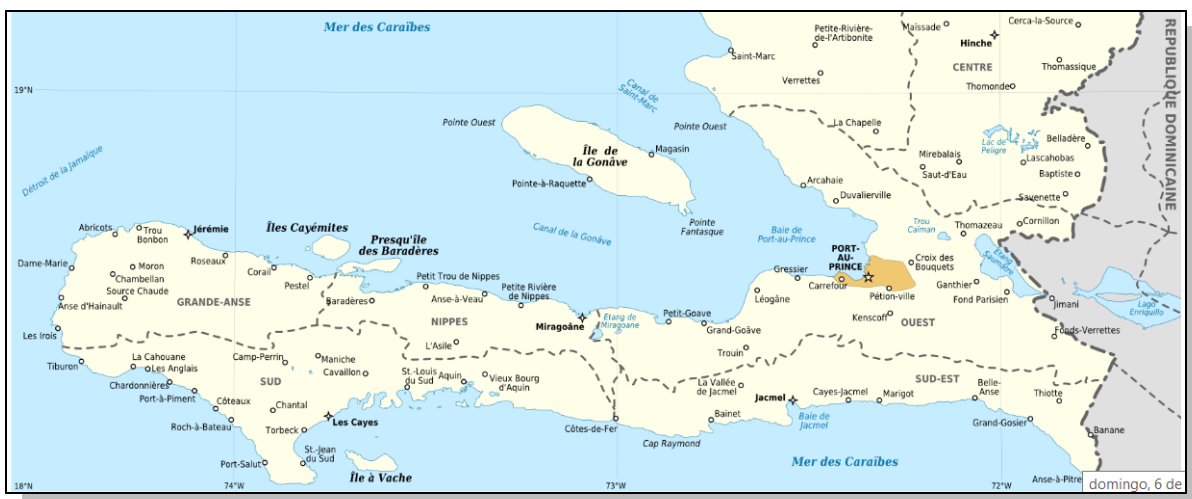 Mer des Caraïbes
Petite-Rivière-
de-l'Artibonite
Maïssade
Cerca-la-Source
Hinche
Saint-Marc
CENTRE
Thomassique
Verrettes
Thomonde
REPUBLIQUE DOMINICAINE
19°N
Canal de
Saint-Marc
Pointe Ouest
Pointe Ouest
La Chapelle
Île de
la Gonâve
Magasin
Lac de
Peligre
Belladère
Mirebalais
Lascahobas
Saut-d'Eau
Baptiste
Détroit de la Jamaïque
Pointe-à-Raquette
Arcahaie
Duvalierville
Savenette
Pointe
Fantasque
Trou
Caïman
Cornillon
Thomazeau
Abricots
Trou
Bonbon
Jérémie
Îles Cayémites
Canal de la Gonâve
Baie de
Port-au-Prince
Presqu'île
des Baradères
PORT-
AU-
PRINCE
Croix des
Bouquets
Etang
Saumatre
Dame-Marie
Moron
Chambellan
Source Chaude
Roseaux
Corail
Pestel
Petit Trou de Nippes
Gressier
Carrefour
Ganthier
Fond Parisien
Anse d'Hainault
GRANDE-ANSE
Baradères
Anse-à-Veau
Petite Rivière
de Nippes
Léogâne
Pétion-ville
Jimani
Lago
Enriquillo
Les Irois
NIPPES
Miragoâne
Etang de
Miragoane
Petit-Goave
Grand-Goâve
Kenscoff
OUEST
Fonds-Verrettes
L'Asile
Trouin
Tiburon
La Cahouane
Les Anglais
Camp-Perrin
Maniche
Cavaillon
St.-Louis
du Sud
Aquin
Vieux Bourg
d'Aquin
La Vallée
de Jacmel
SUD-EST
Chardonnières
SUD
Port-à-Piment
Côteaux
Chantal
Jacmel
Cayes-Jacmel
Marigot
Belle-
Anse
Thiotte
Roch-à-Bateau
Torbeck
Les Cayes
Côtes-de-Fer
Bainet
Baie de
Jacmel
Grand-Gosier
Banane
Cap Raymond
Port-Salut
St.-Jean
du Sud
Île à Vache
Mer des Caraïbes
Anse-à-Pitre
domingo, 6 de
18°N
74°W
73°W
72°W